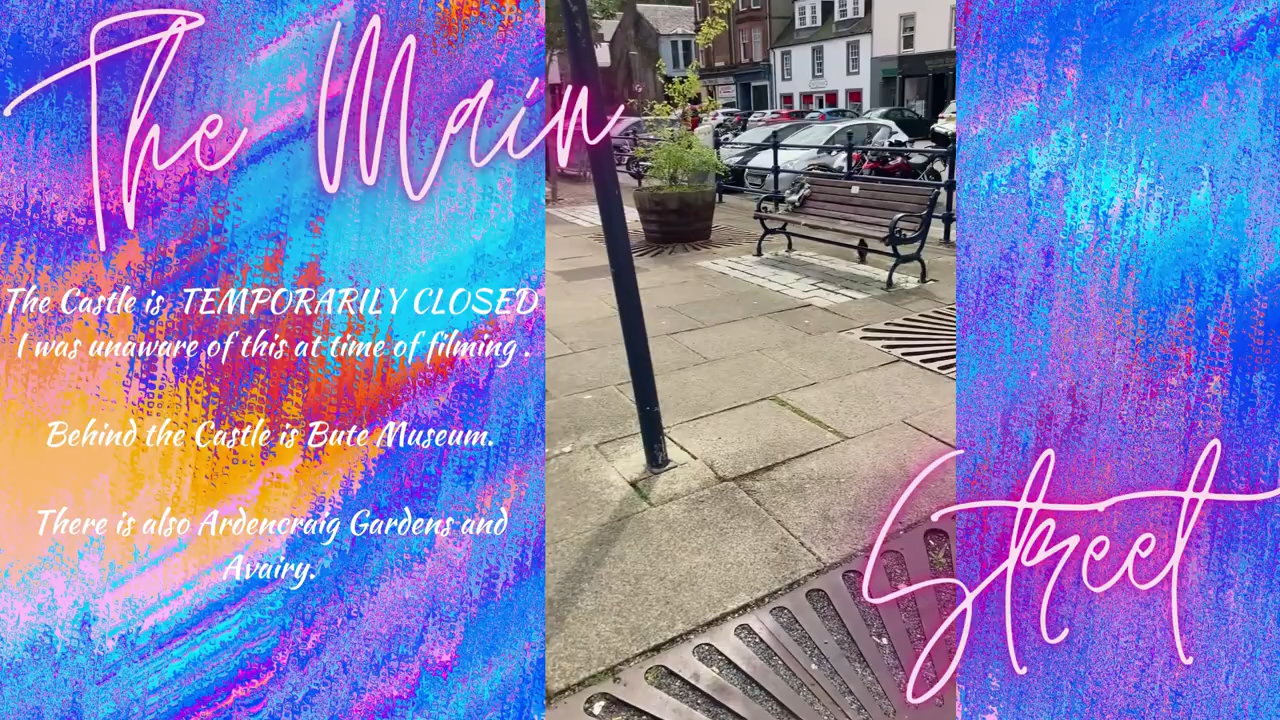 The Main
The Castle is TEMPORARILY CLOSED
I was unaware of this at time of filming .
Behind the Castle is Bute Museum.
There is also Ardencraig Gardens and
Avairy.
Street